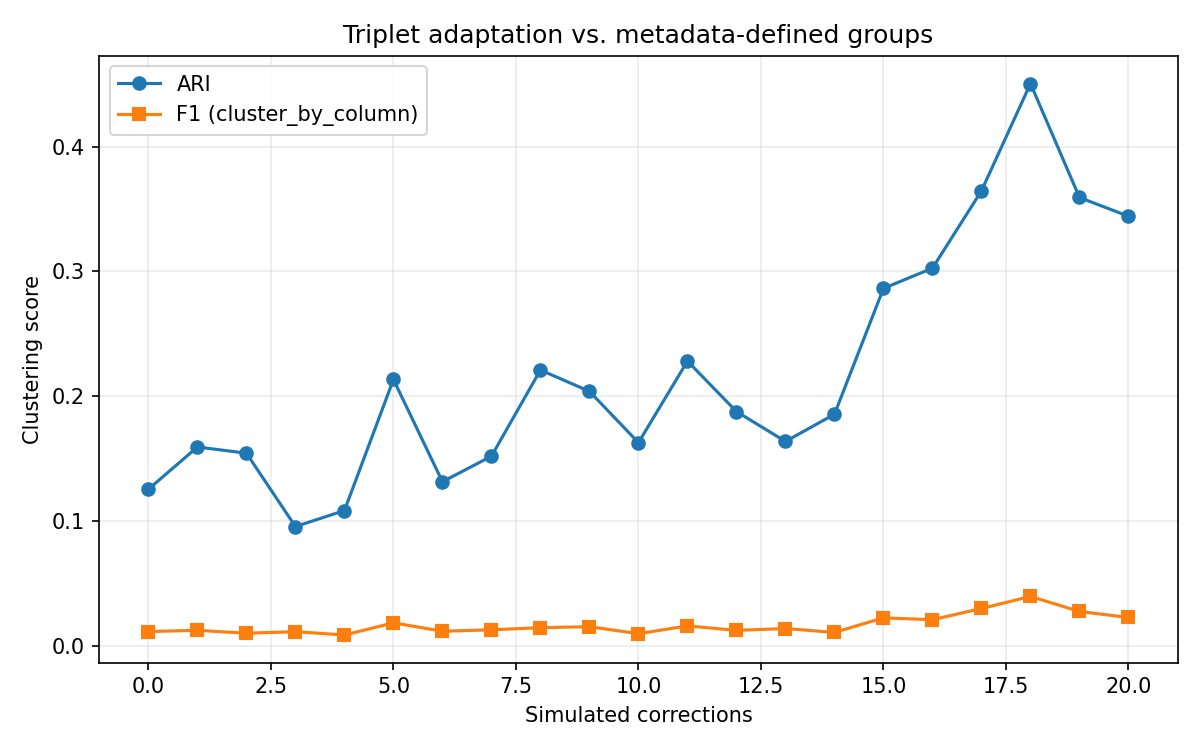 Triplet adaptation vs. metadata-defined groups
ARI
F1 (cluster_by_column)
Clustering score
0.4
0.3
0.2
0.1
0.0
0.0 2.5 5.0 7.5 10.0 12.5 15.0 17.5 20.0
Simulated corrections